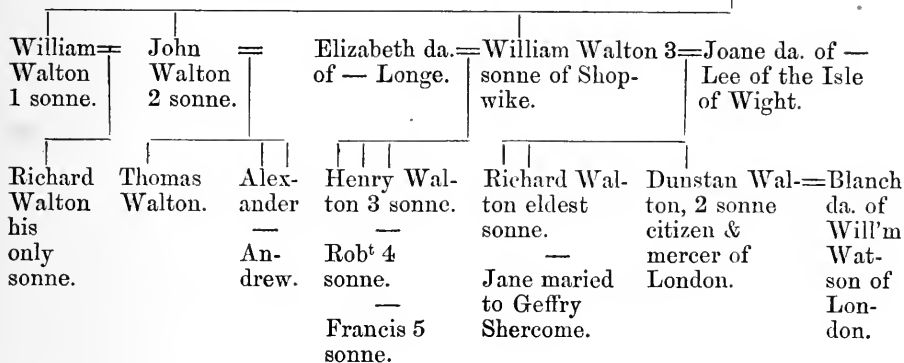 William=
Walton
1 sonne.
John =
Walton
2 sonne.
Elizabeth da.=William Walton 3=Joane da. of —
of — Longe.
sonne of Shop-
wike.
Lee of the Isle
of Wight.
Richard
Walton
his
only
sonne.
Thomas
Walton.
Alex-
ander
—
An-
drew.
Henry Wal-
ton 3 sonne.
—
Robᵗ 4
sonne.
—
Francis 5
sonne.
Richard Wal-
ton eldest
sonne.
—
Jane maried
to Geffry
Shercome.
Dunstan Wal-=Blanch
ton, 2 sonne
citizen &
mercer of
London.
da. of
Will'm
Wat-
son of
Lon-
don.